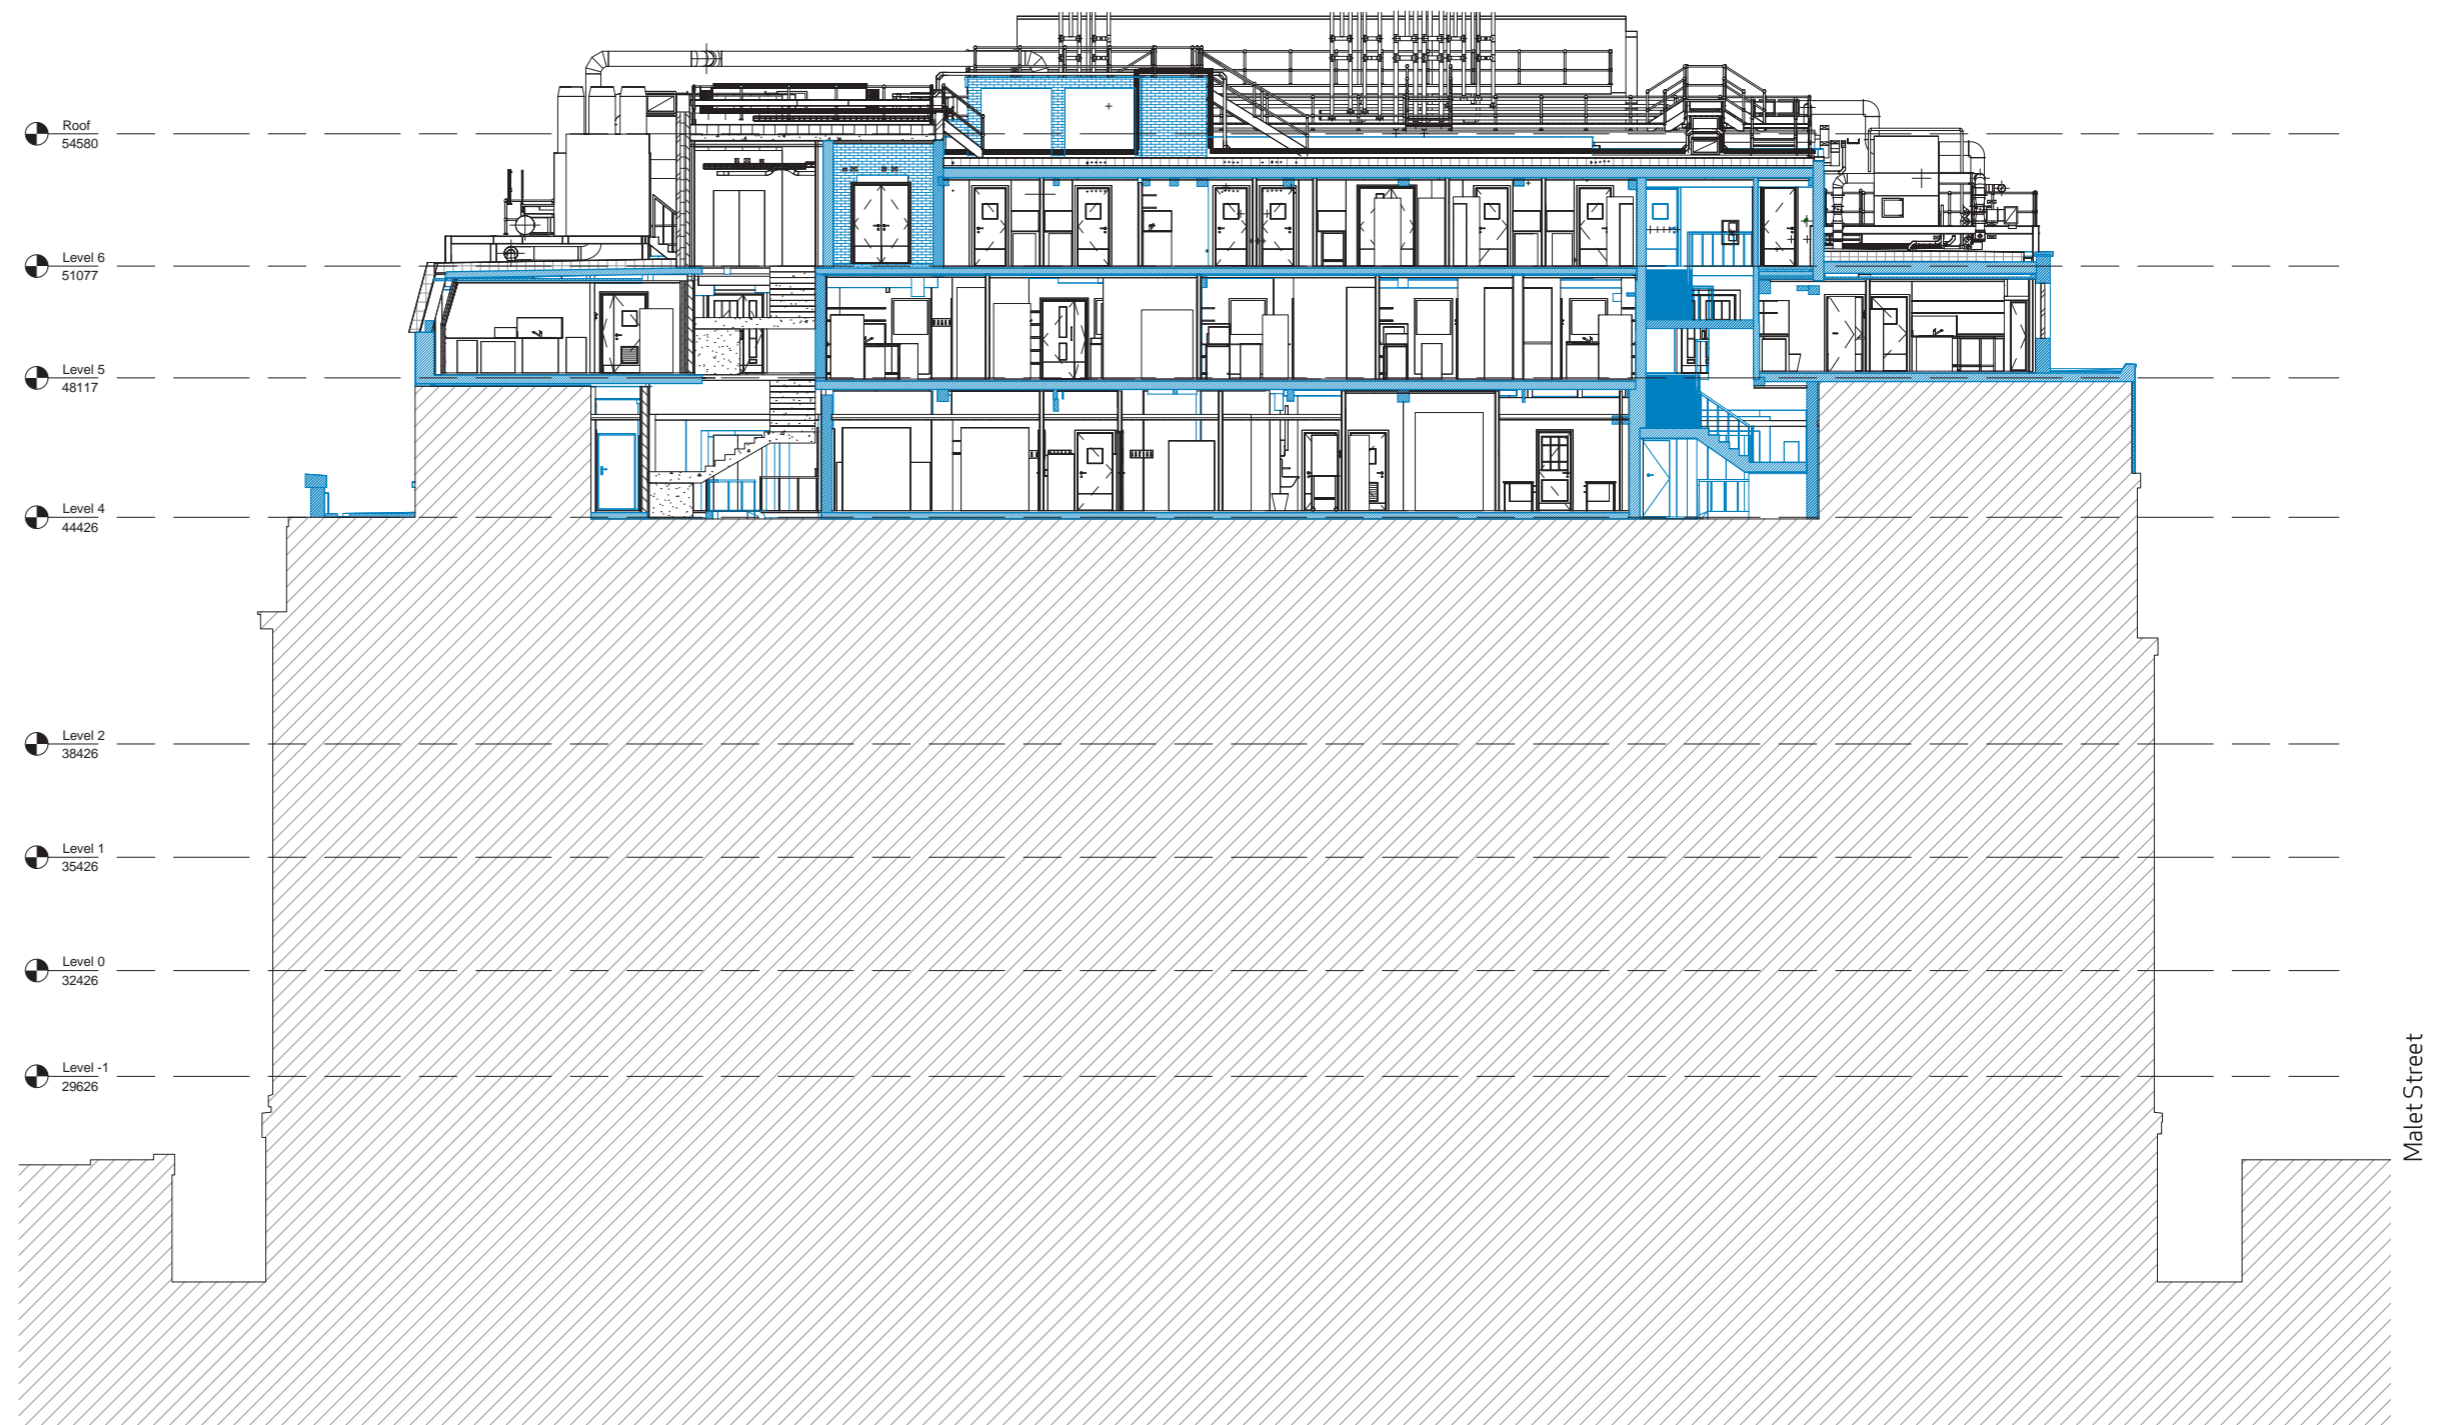 Roof
54580
Level 6
51077
Level 5
48117
Level 4
44426
Level 2
38426
Level 1
35426
Level 0
32426
Level -1
29626
Malet Street